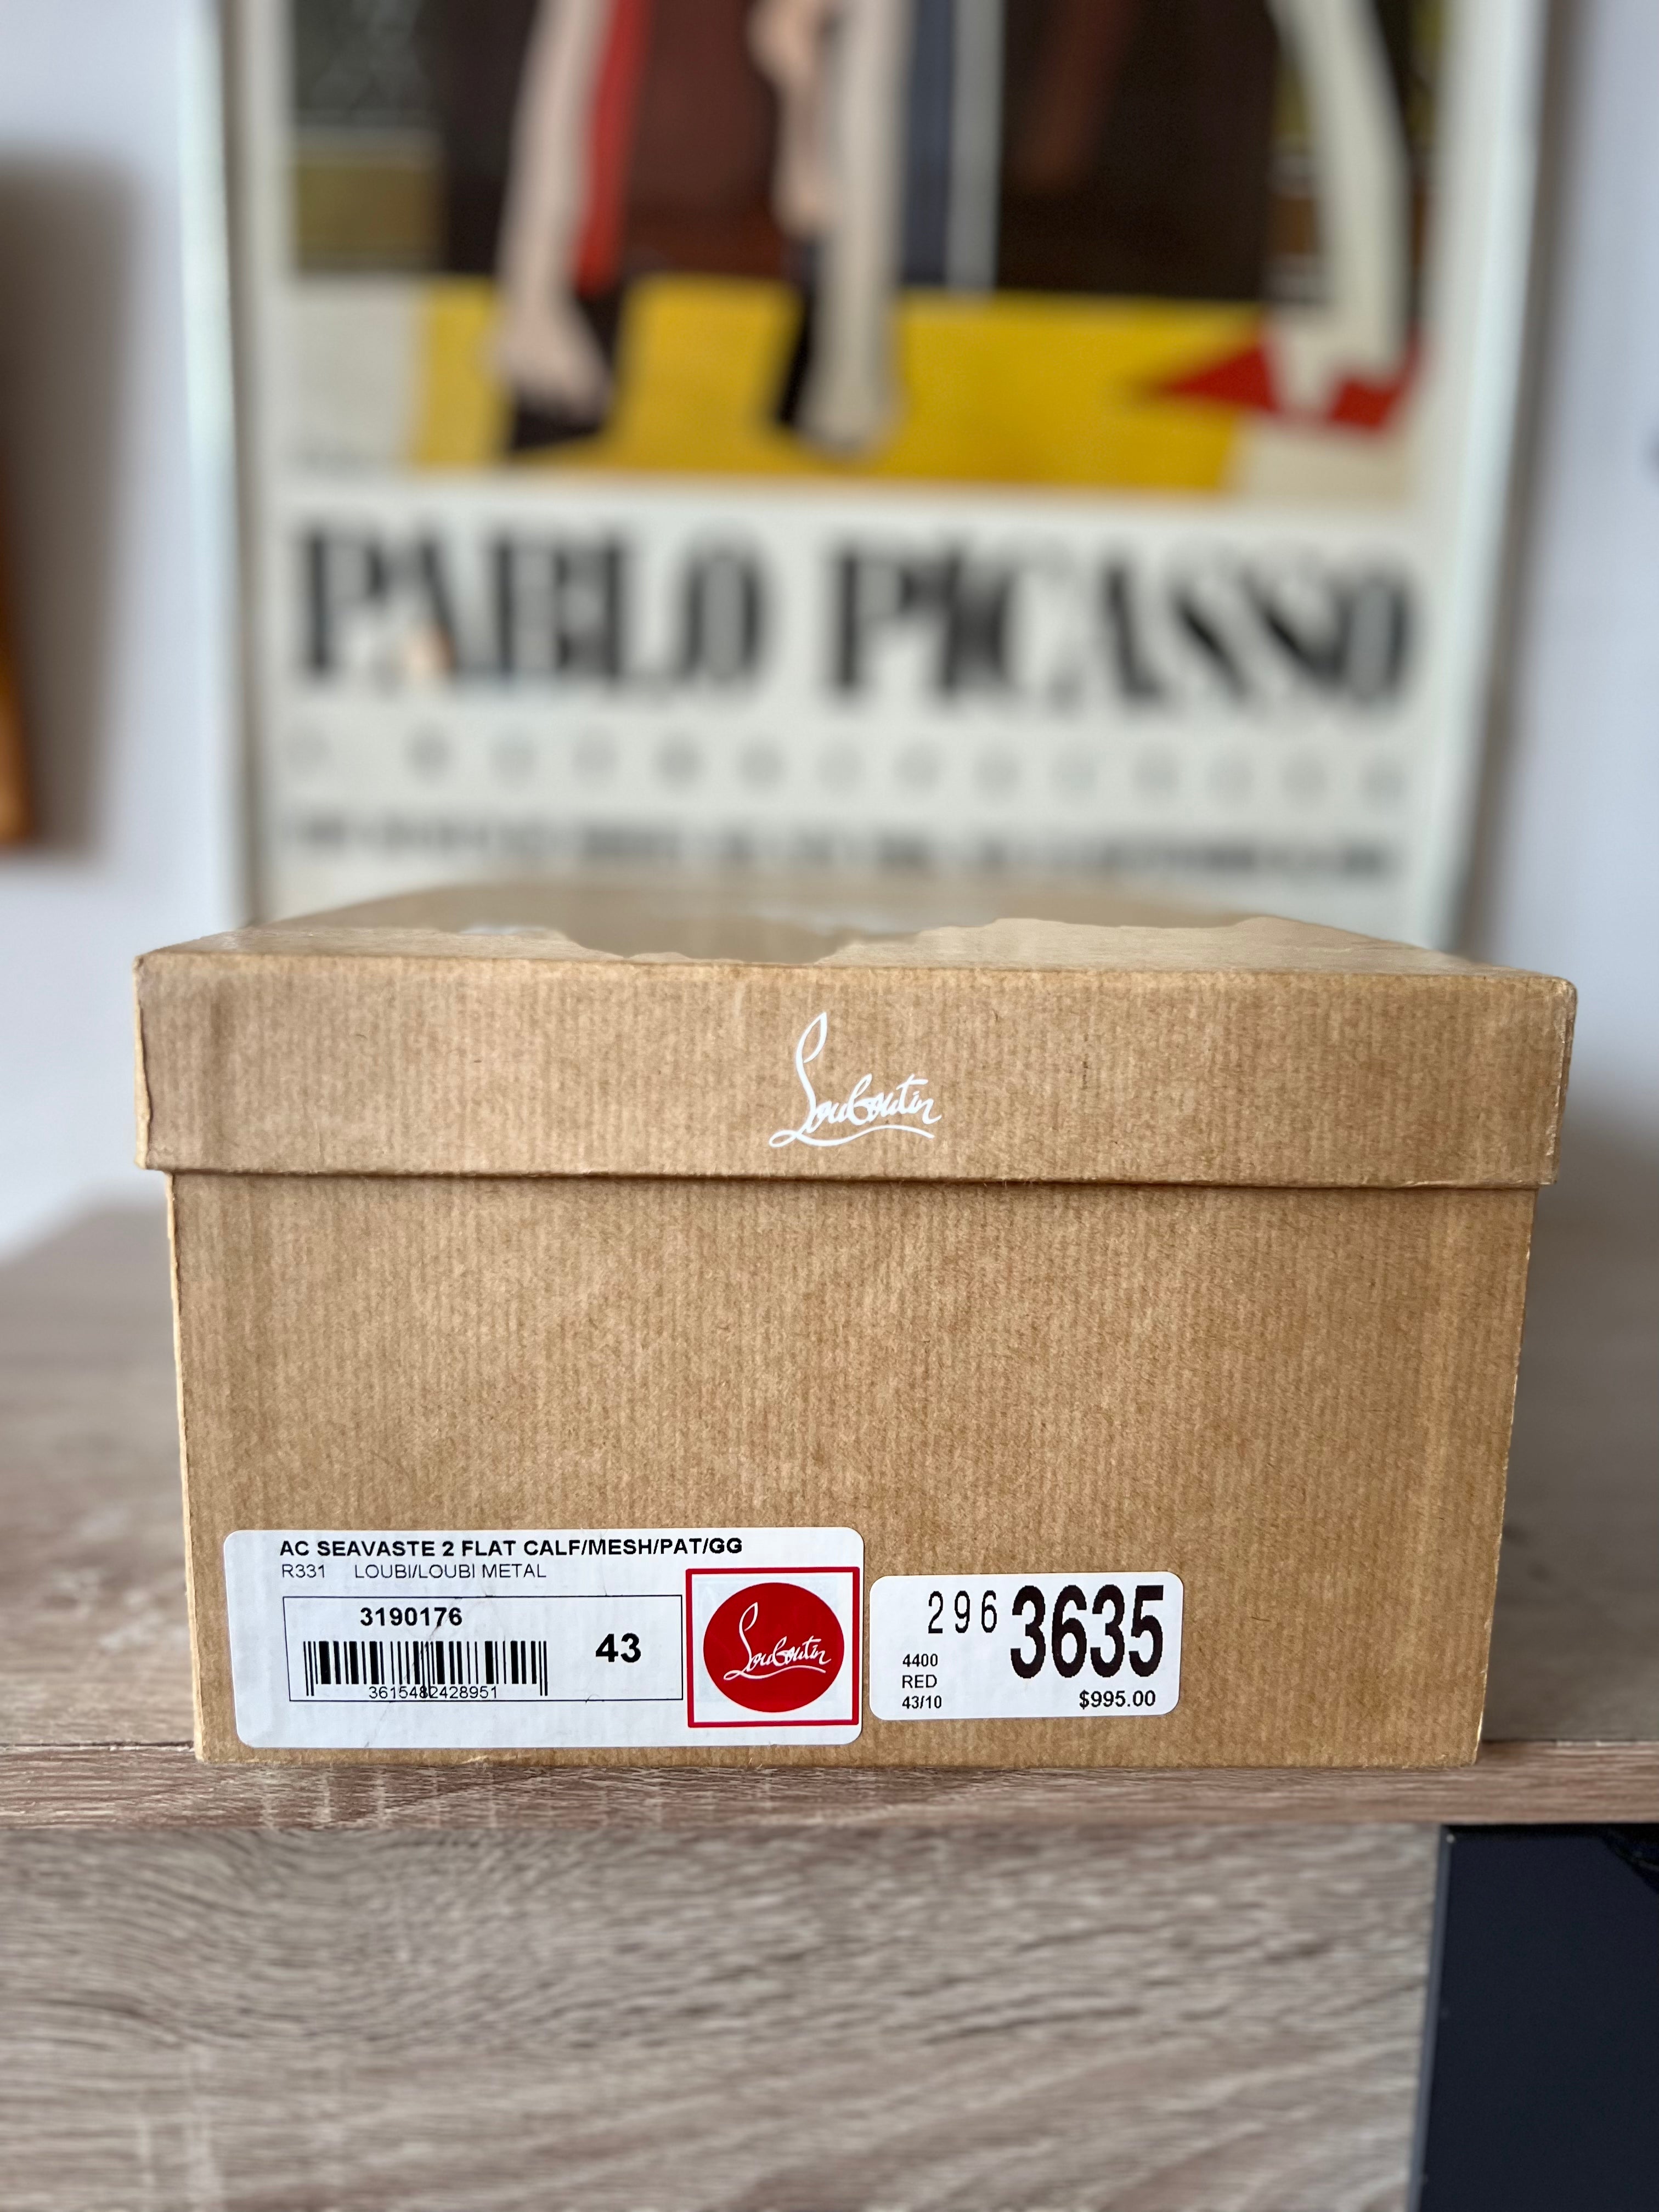 PABLO PICASSO
Louboutin
AC SEAVASTE 2 FLAT CALF/MESH/PAT/GG
R331 LOUBI/LOUBI METAL
3190176
43
3615482428951
Louboutin
296 3635
4400
RED
43/10 $995.00